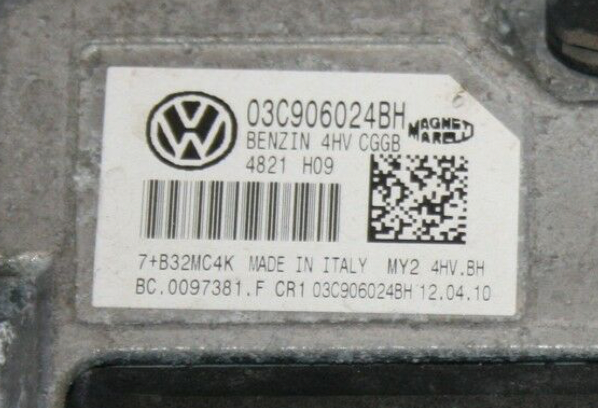 03C906024BH
MAGNETI
MARELLI
BENZIN 4HV CGGB
4821 H09
7+B32MC4K MADE IN ITALY MY2 4HV.BH
BC.0097381.F CR1 03C906024BH 12.04.10